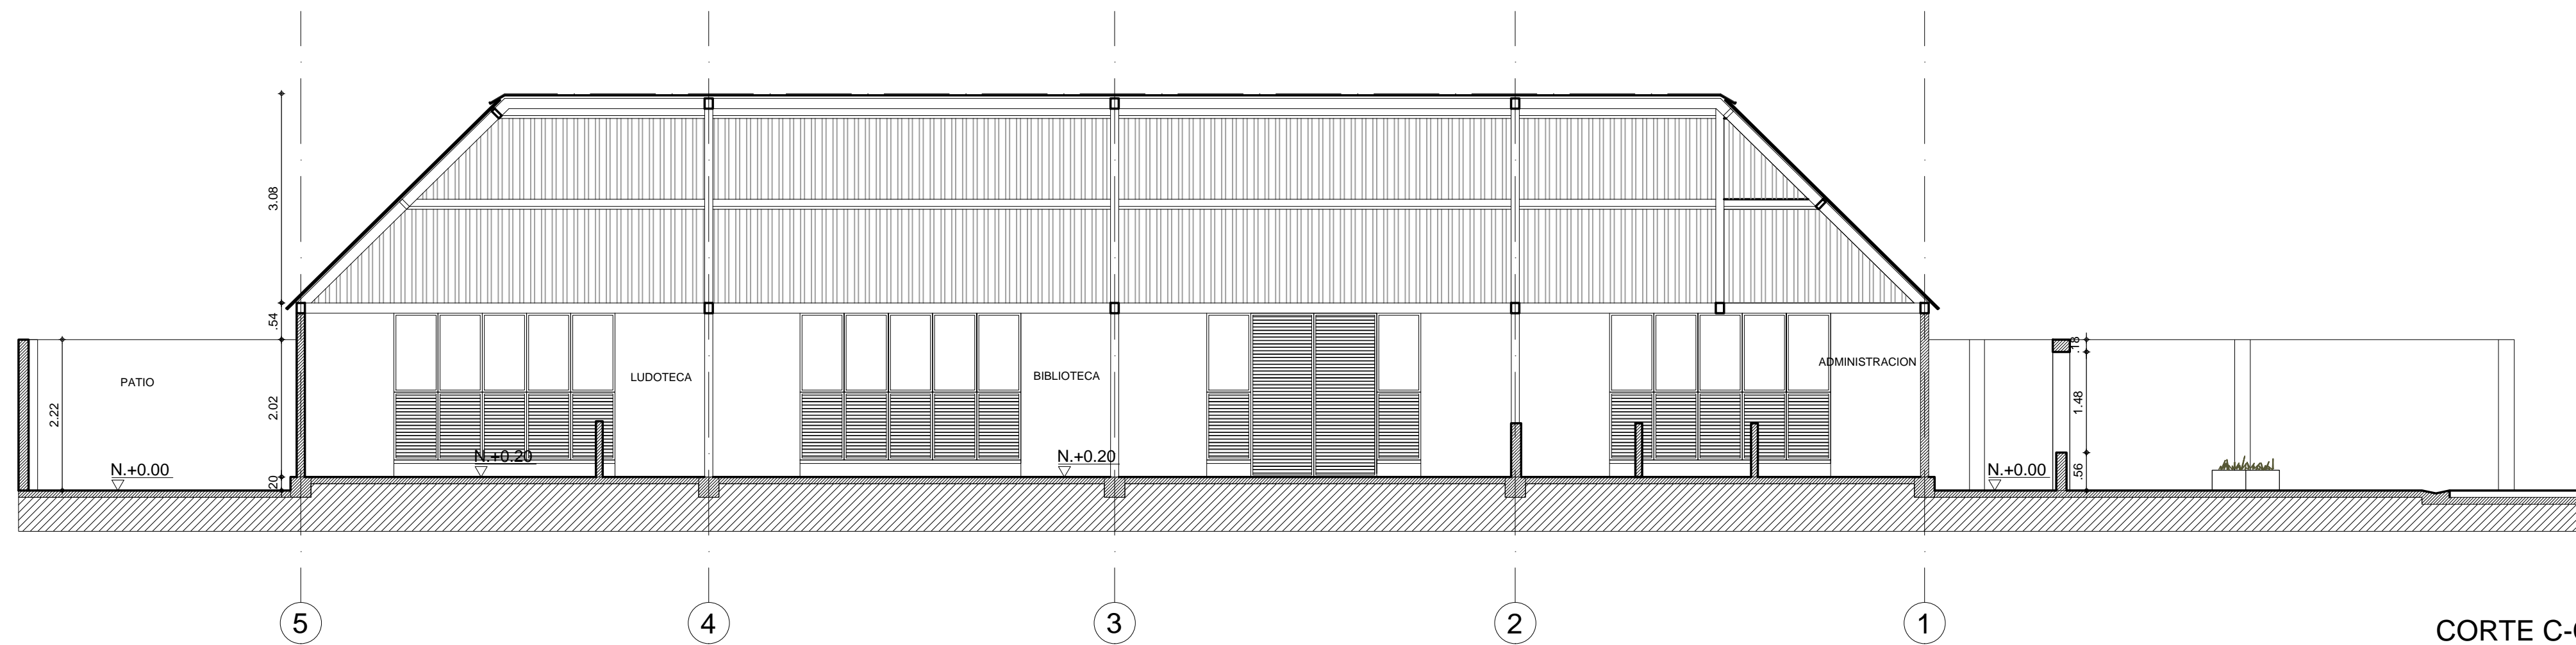 3.08
.54
2.02
.20
2.22
PATIO
N.+0.00
LUDOTECA
N.+0.20
BIBLIOTECA
N.+0.20
ADMINISTRACION
N.+0.00
.18
1.48
.56
5
4
3
2
1
CORTE C-